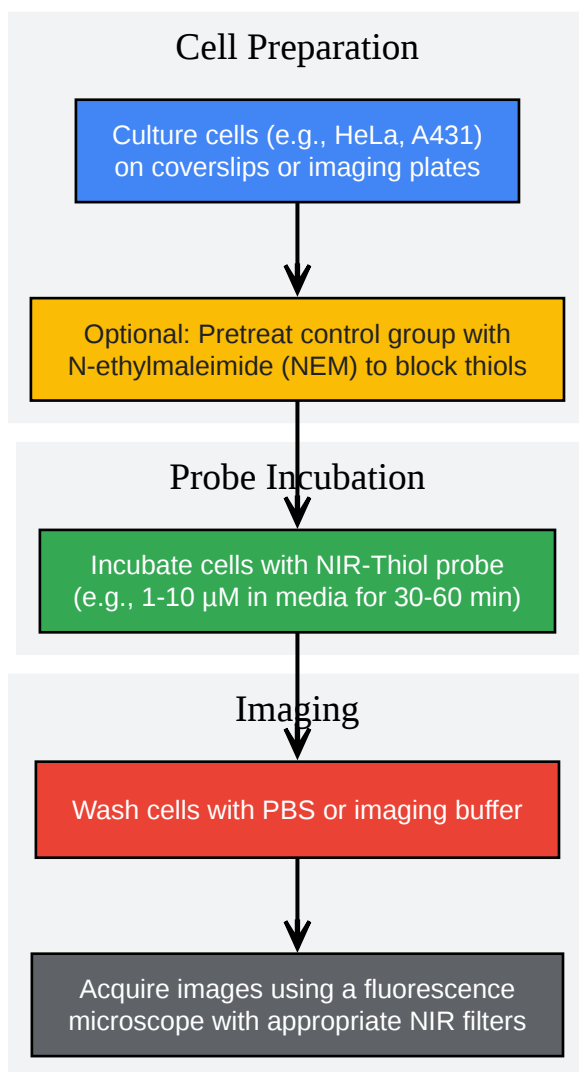 Cell Preparation
Culture cells (e.g., HeLa, A431)
on coverslips or imaging plates
Optional: Pretreat control group with
N-ethylmaleimide (NEM) to block thiols
Probe Incubation
Incubate cells with NIR-Thiol probe
(e.g., 1-10 µM in media for 30-60 min)
Imaging
Wash cells with PBS or imaging buffer
Acquire images using a fluorescence
microscope with appropriate NIR filters